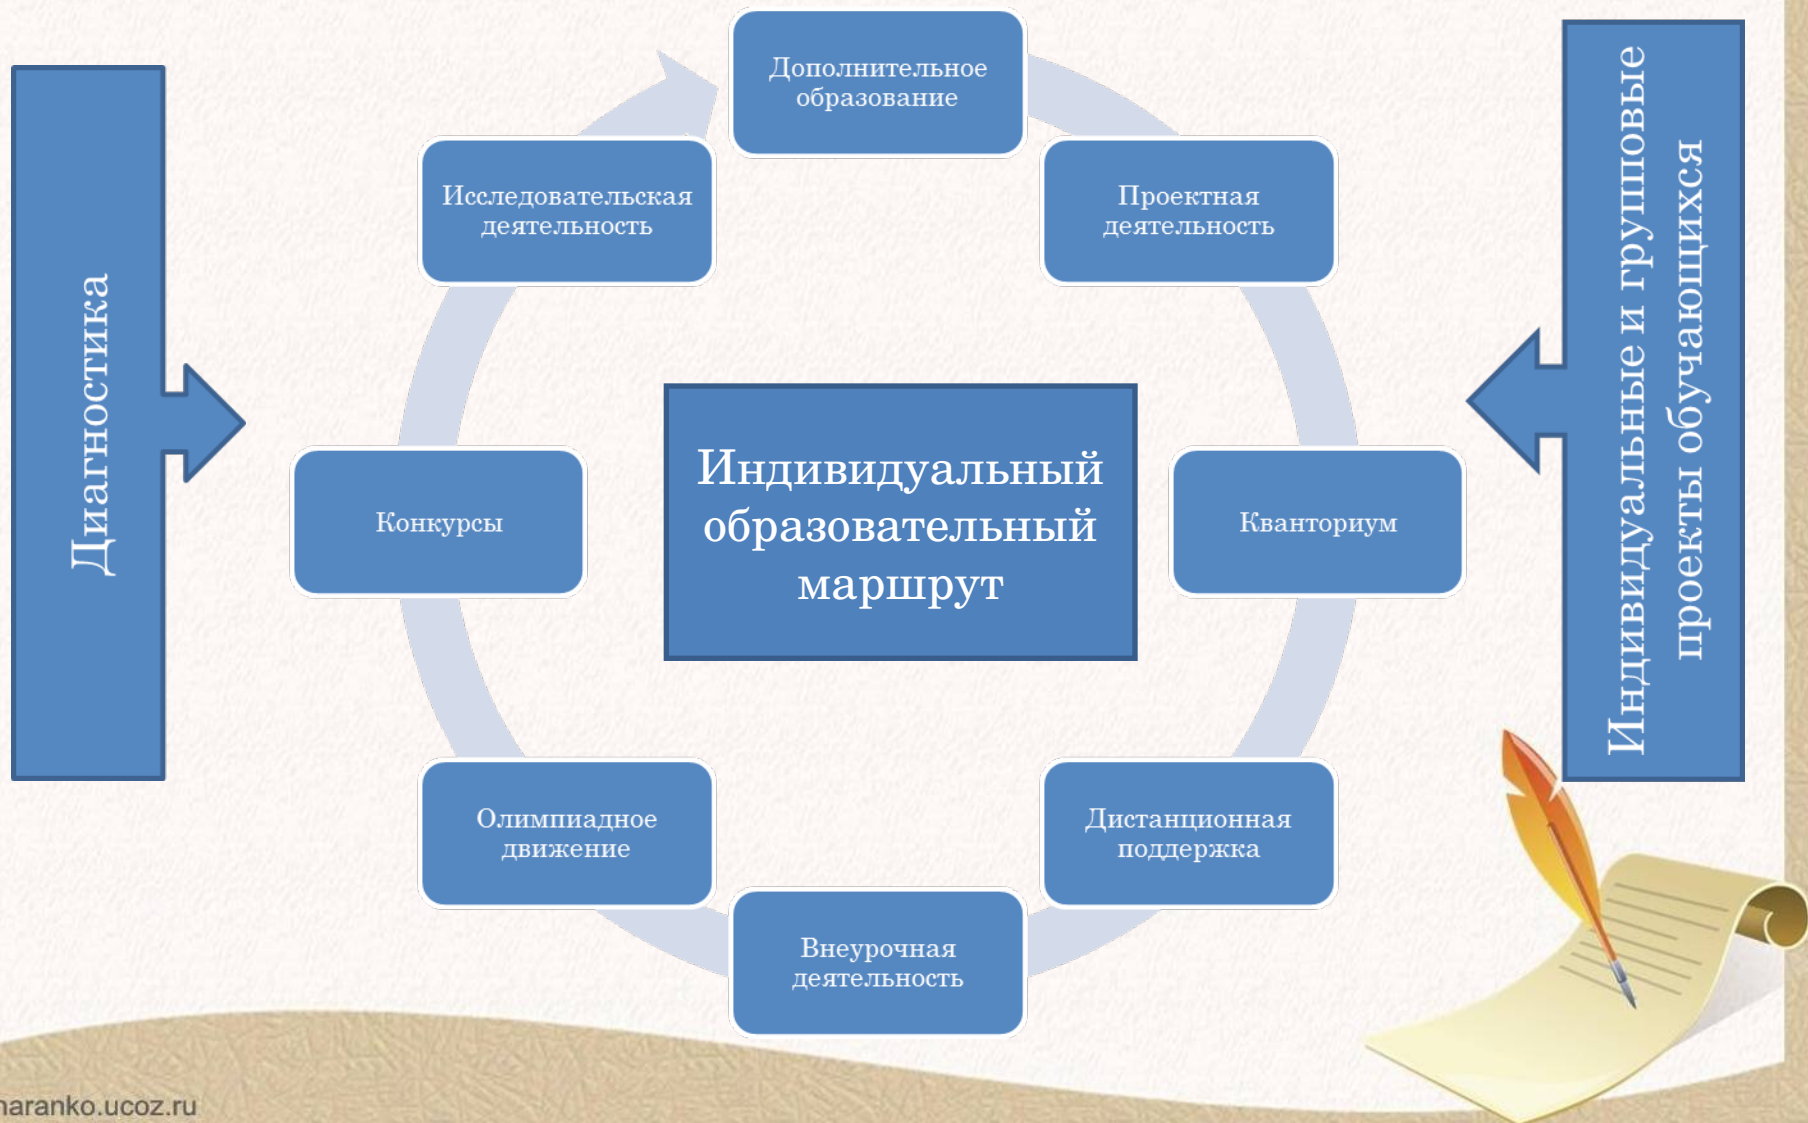 Диагностика
Дополнительное
образование
Проектная
деятельность
Кванториум
Дистанционная
поддержка
Внеурочная
деятельность
Олимпиадное
движение
Конкурсы
Исследовательская
деятельность
Индивидуальный
образовательный
маршрут
Индивидуальные и групповые
проекты обучающихся
naranko.ucoz.ru